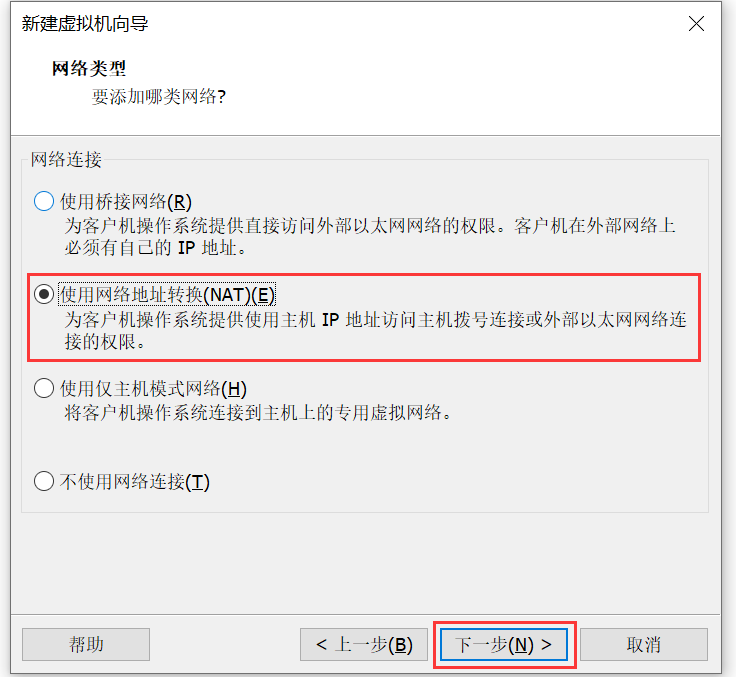 新建虚拟机向导
网络类型
要添加哪类网络?
网络连接
使用桥接网络(R)
为客户机操作系统提供直接访问外部以太网网络的权限。客户机在外部网络上
必须有自己的 IP 地址。
使用网络地址转换(NAT)(E)
为客户机操作系统提供使用主机 IP 地址访问主机拨号连接或外部以太网网络连
接的权限。
使用仅主机模式网络(H)
将客户机操作系统连接到主机上的专用虚拟网络。
不使用网络连接(T)
帮助
< 上一步(B)
下一步(N) >
取消